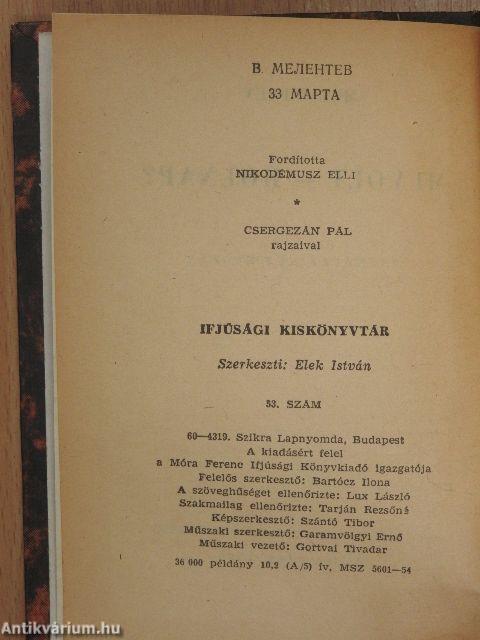 В. МЕЛЕНТЕВ
33 МАРТА
Fordította
NIKODÉMUSZ ELLI
*
CSERGEZÁN PÁL
rajzaival
IFJÚSÁGI KISKÖNYVTÁR
Szerkeszti: Elek István
53. SZÁM
60—4319. Szikra Lapnyomda, Budapest
A kiadásért felel
a Móra Ferenc Ifjúsági Könyvkiadó igazgatója
Felelős szerkesztő: Bartócz Ilona
A szöveghűséget ellenőrizte: Lux László
Szakmailag ellenőrizte: Tarján Rezsőné
Képszerkesztő: Szántó Tibor
Műszaki szerkesztő: Garamvölgyi Ernő
Műszaki vezető: Gortvai Tivadar
36 000 példány 10,2 (A/5) ív, MSZ 5601—54
Antikvárium.hu